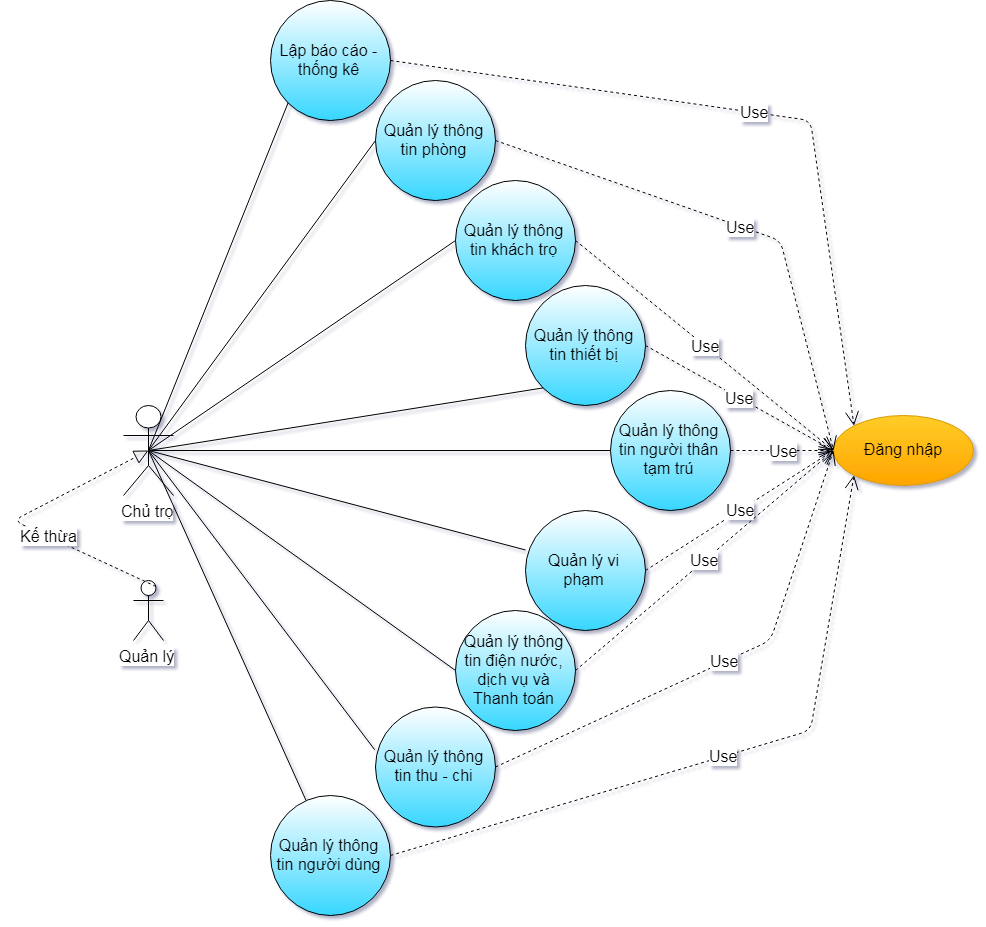 Lập báo cáo -
thống kê
Use
Quản lý thông
tin phòng
Use
Quản lý thông
tin khách trọ
Use
Quản lý thông
tin thiết bị
Use
Quản lý thông
tin người thân
tạm trú
Use
Đăng nhập
Chủ trọ
Kế thừa
Quản lý
Quản lý vi
phạm
Use
Quản lý thông
tin điện nước,
dịch vụ và
Thanh toán
Use
Quản lý thông
tin thu - chi
Use
Quản lý thông
tin người dùng
Use